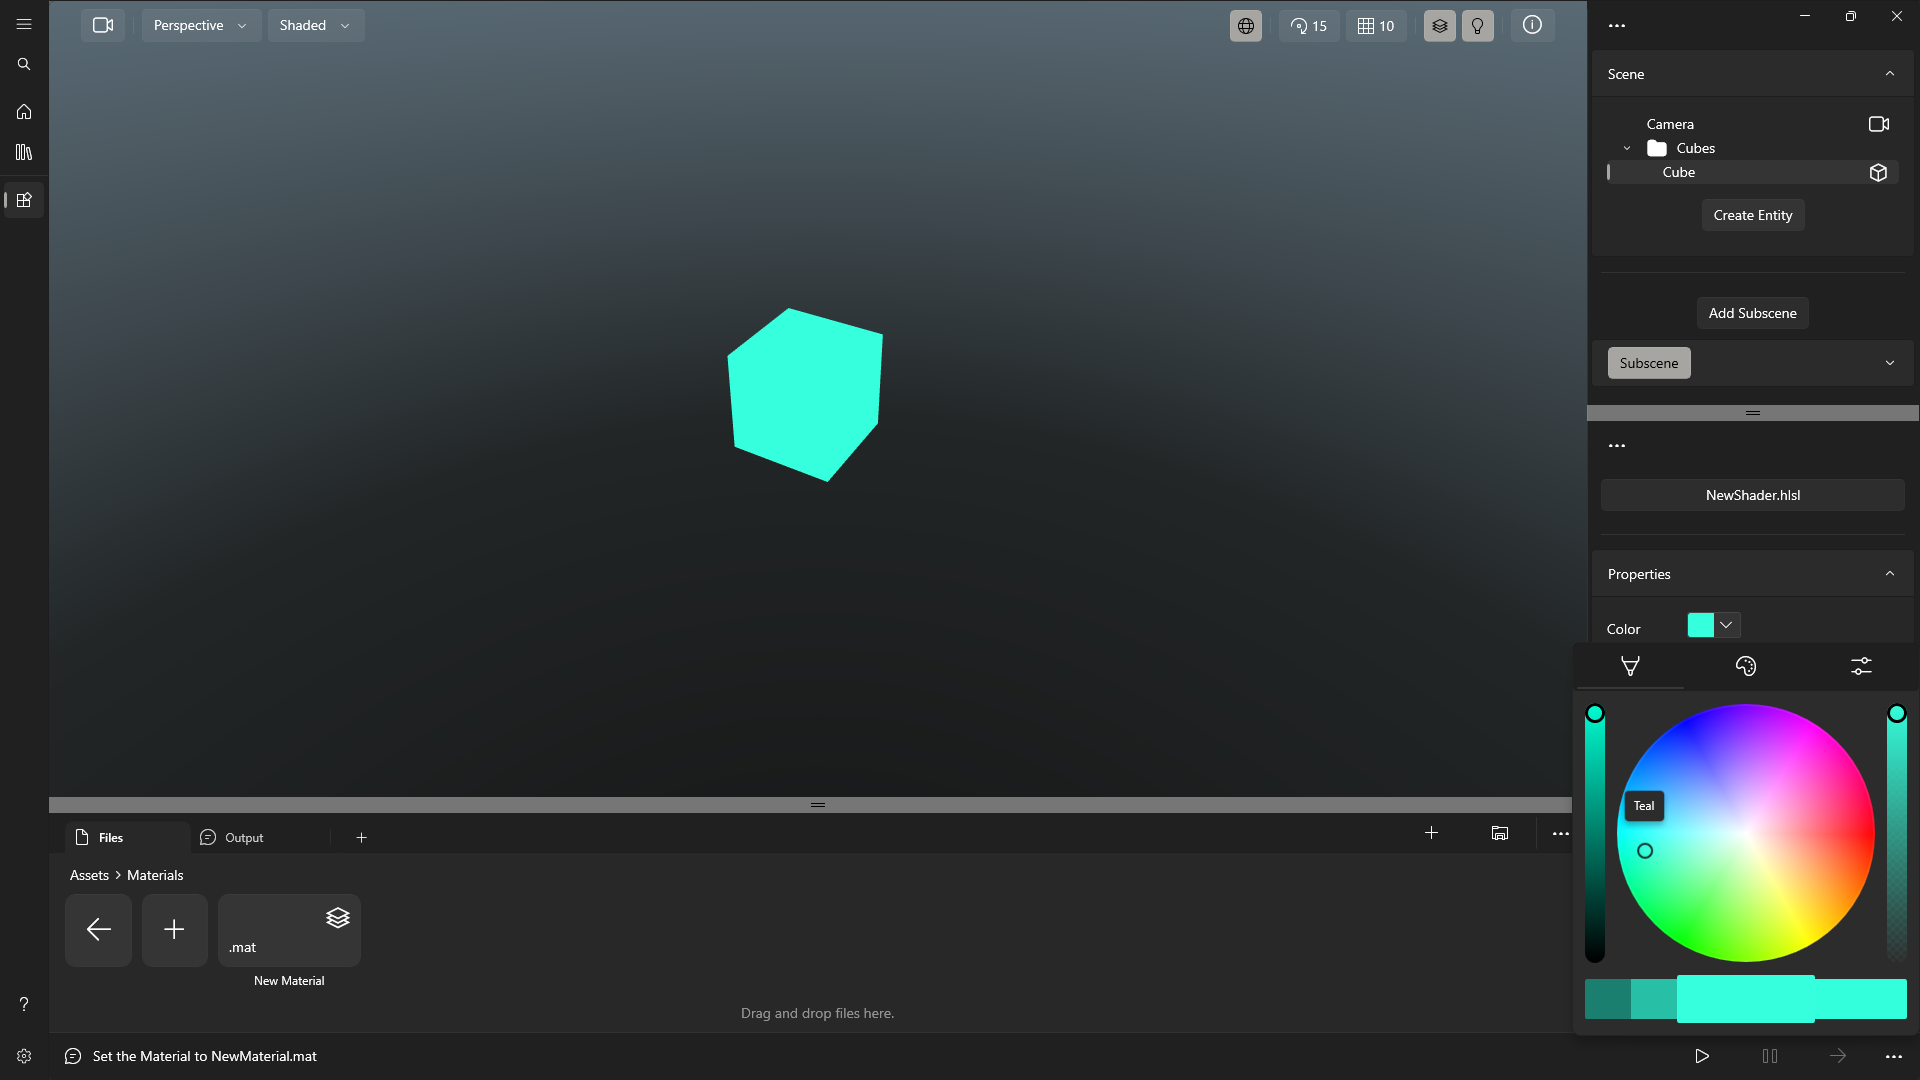 Perspective
Shaded
15
10
Scene
Camera
Cubes
Cube
Create Entity
Add Subscene
Subscene
NewShader.hlsl
Properties
Color
Teal
Files
Output
Assets > Materials
.mat
New Material
Drag and drop files here.
Set the Material to NewMaterial.mat